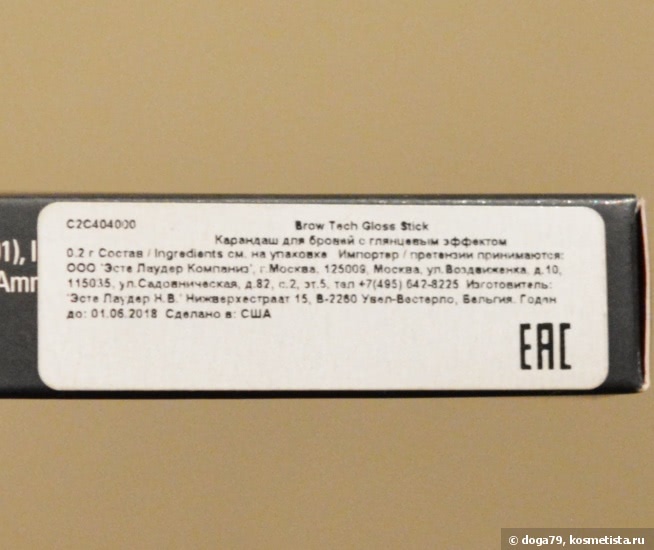 01), I
Amm
C2C404000 Brow Tech Gloss Stick
Карандаш для бровей с глянцевым эффектом
0.2 г Состав / Ingredients см. на упаковке Импортер / претензии принимаются:
ООО "Эсте Лаудер Компаниз", г.Москва, 125009, Москва, ул.Воздвиженка, д.10,
115035, ул.Садовническая, д.82, с.2, эт.5, тел +7(495) 642-8225 Изготовитель:
"Эсте Лаудер Н.В." Нижверхестраат 15, В-2260 Увел-Вестерло, Бельгия. Годен
до: 01.06.2018 Сделано в: США
EAC
© doga79, kosmetista.ru